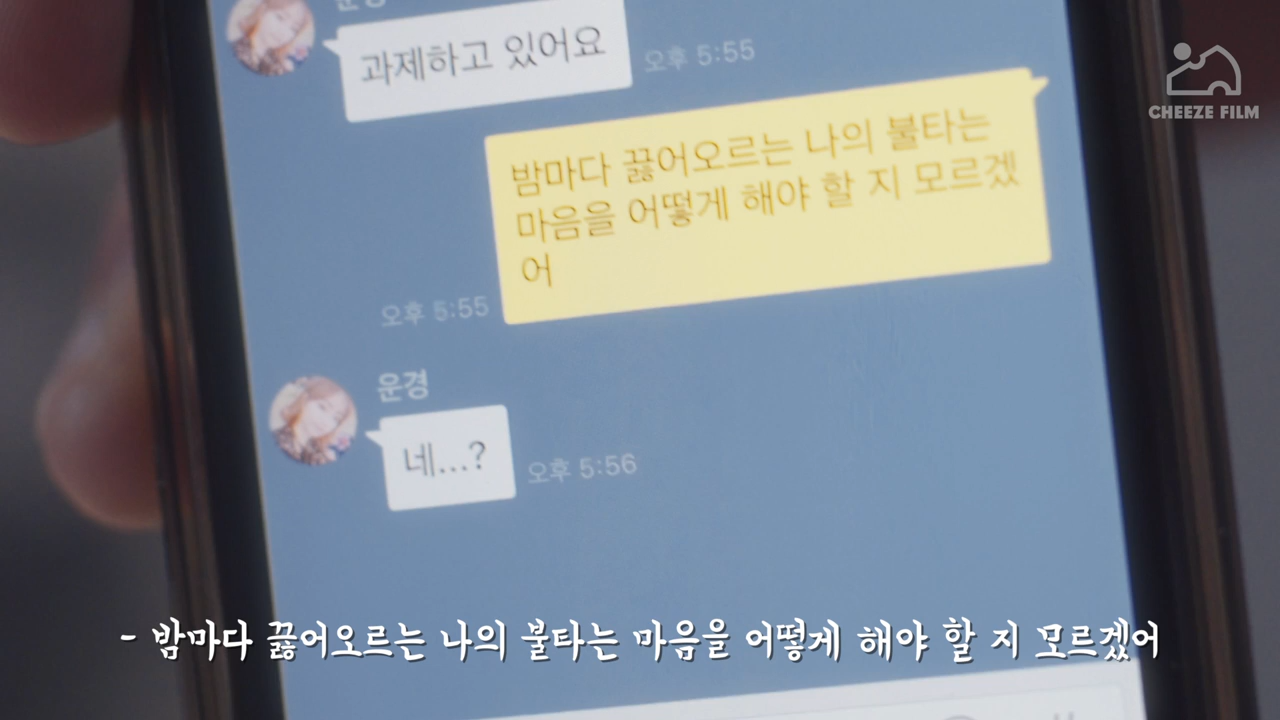 운경
과제하고 있어요
오후 5:55
CHEEZE FILM
밤마다 끓어오르는 나의 불타는
마음을 어떻게 해야 할 지 모르겠
어
오후 5:55
운경
네...?
오후 5:56
- 밤마다 끓어오르는 나의 불타는 마음을 어떻게 해야 할 지 모르겠어